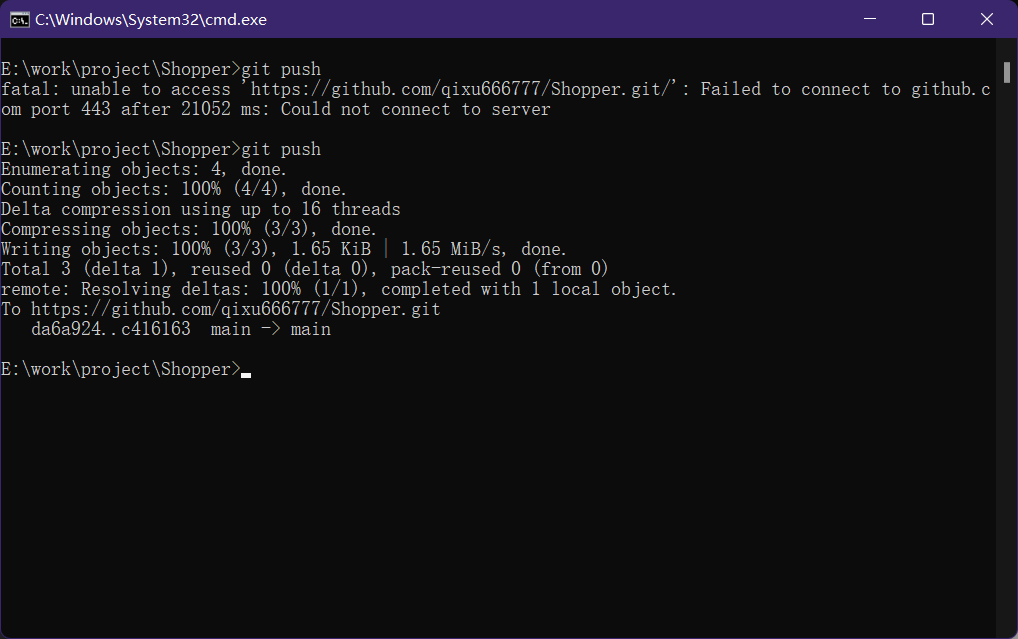 C:\Windows\System32\cmd.exe
E:\work\project\Shopper>git push
fatal: unable to access 'https://github.com/qixu666777/Shopper.git/': Failed to connect to github.c
om port 443 after 21052 ms: Could not connect to server
E:\work\project\Shopper>git push
Enumerating objects: 4, done.
Counting objects: 100% (4/4), done.
Delta compression using up to 16 threads
Compressing objects: 100% (3/3), done.
Writing objects: 100% (3/3), 1.65 KiB | 1.65 MiB/s, done.
Total 3 (delta 1), reused 0 (delta 0), pack-reused 0 (from 0)
remote: Resolving deltas: 100% (1/1), completed with 1 local object.
To https://github.com/qixu666777/Shopper.git
   da6a924..c416163  main -> main
E:\work\project\Shopper>